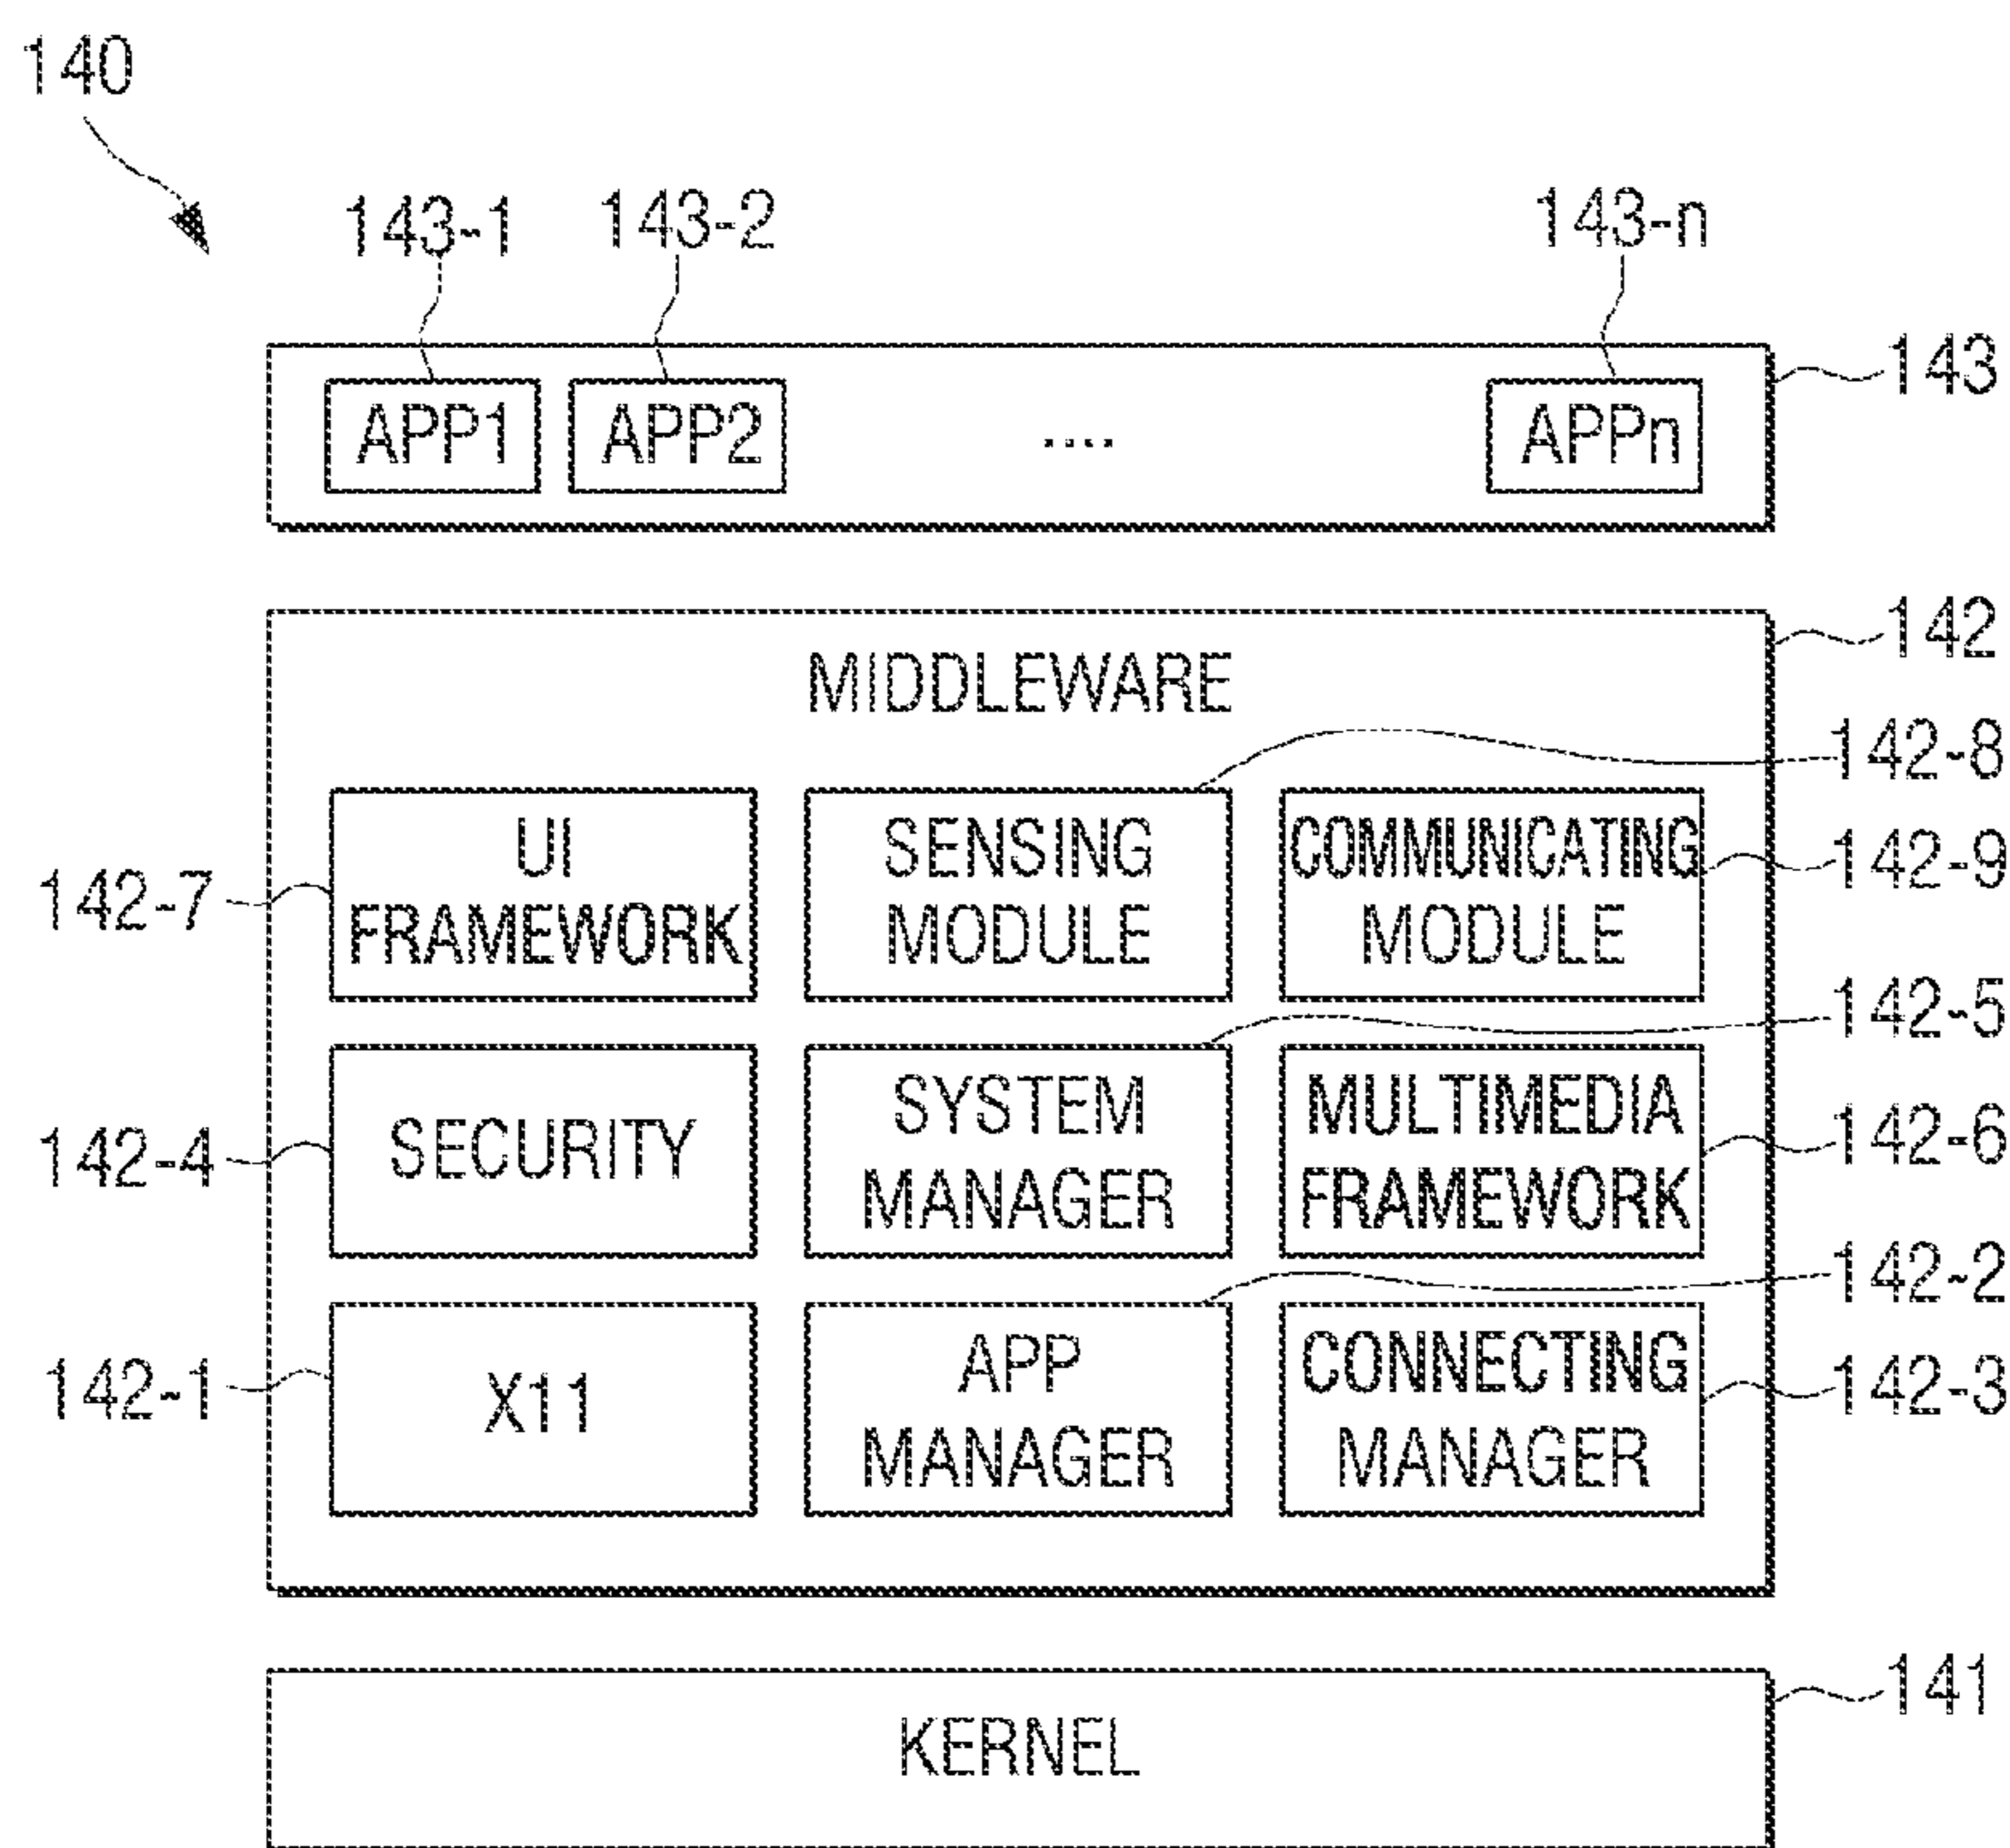 140
143-1 143-2 143-n
143
APP1 APP2 .... APPn
142
MIDDLEWARE
142-8
UI SENSING COMMUNICATING
142-9
142-7
FRAMEWORK MODULE MODULE
142-5
SYSTEM MULTIMEDIA
142-4 SECURITY 142-6
MANAGER FRAMEWORK
142-2
APP CONNECTING
142-1 X11 142-3
MANAGER MANAGER
141
KERNEL